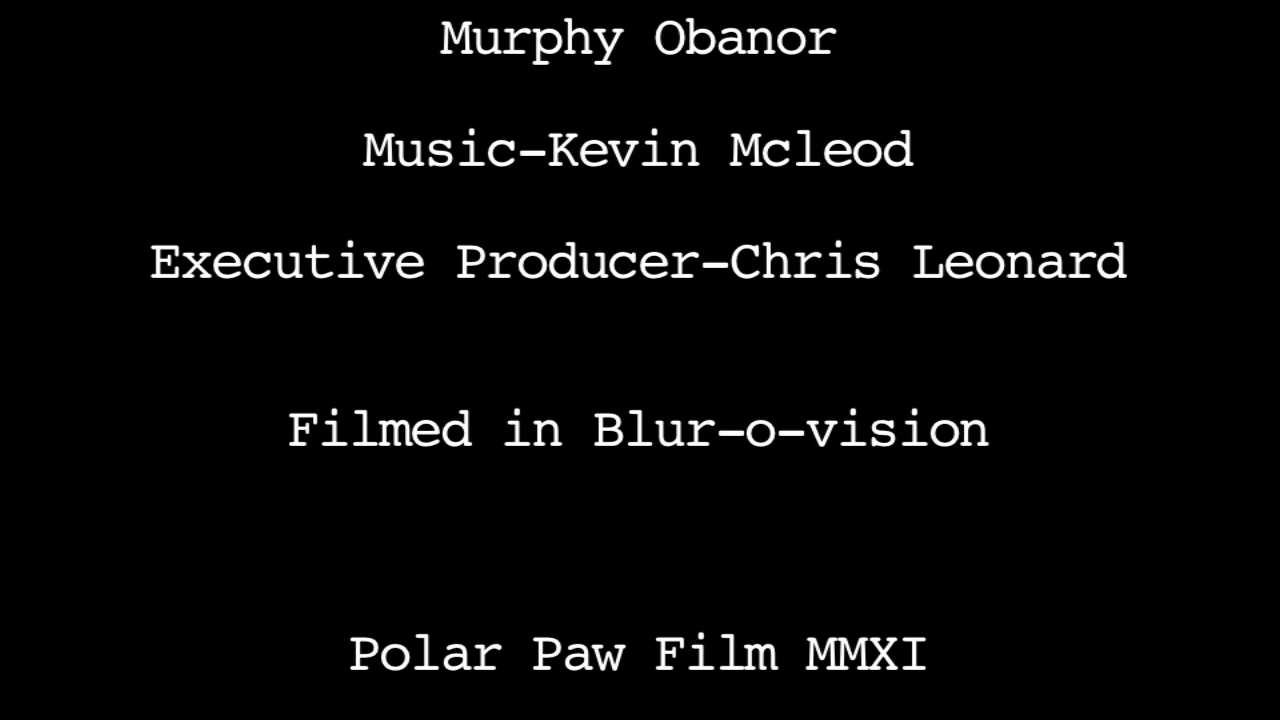 Murphy Obanor
Music-Kevin Mcleod
Executive Producer-Chris Leonard
Filmed in Blur-o-vision
Polar Paw Film MMXI